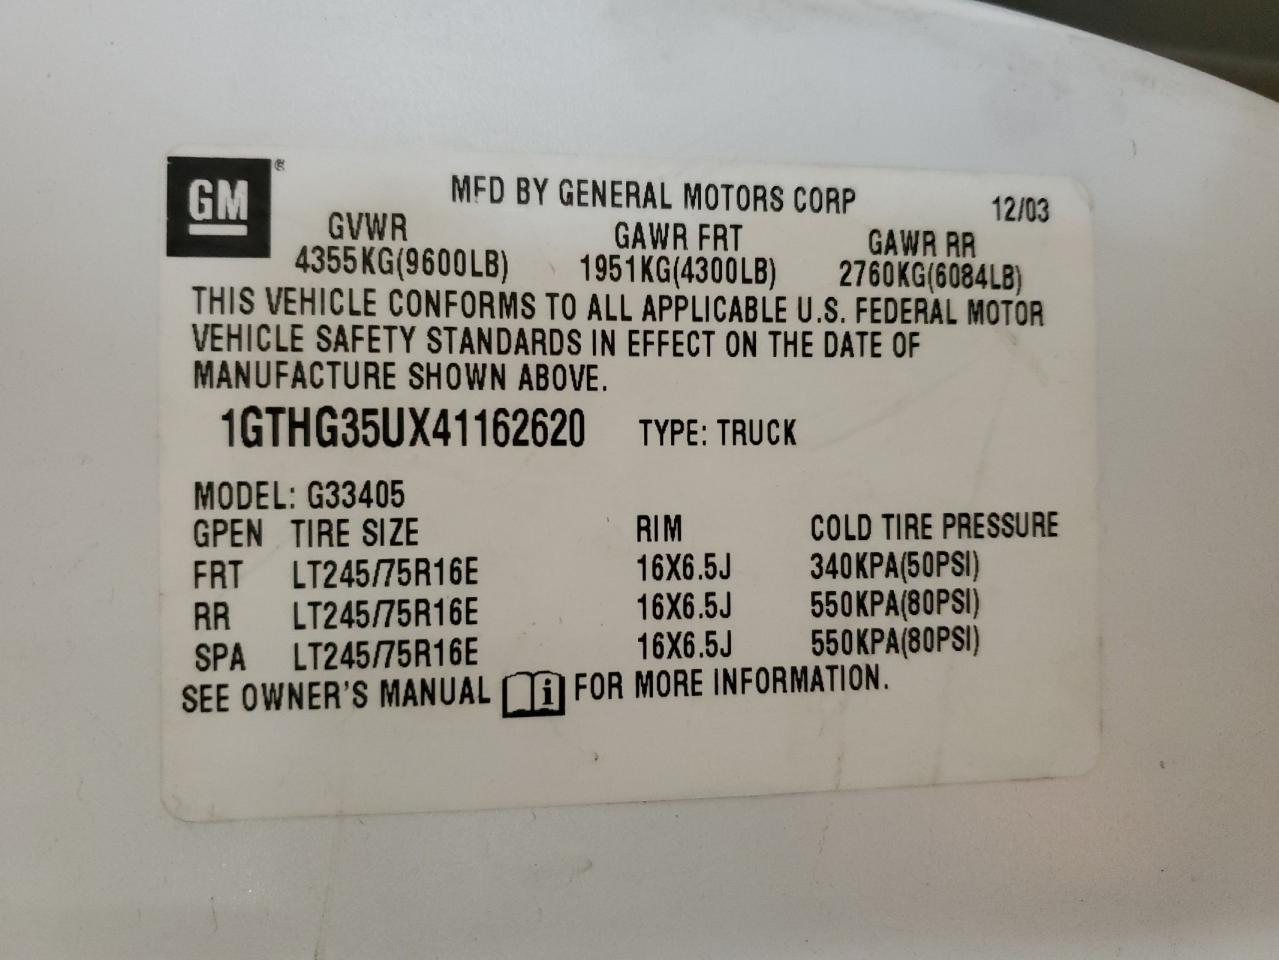 GM ®
MFD BY GENERAL MOTORS CORP 12/03
GVWR GAWR FRT GAWR RR
4355KG(9600LB) 1951KG(4300LB) 2760KG(6084LB)
THIS VEHICLE CONFORMS TO ALL APPLICABLE U.S. FEDERAL MOTOR
VEHICLE SAFETY STANDARDS IN EFFECT ON THE DATE OF
MANUFACTURE SHOWN ABOVE.
1GTHG35UX41162620 TYPE: TRUCK
MODEL: G33405
GPEN TIRE SIZE RIM COLD TIRE PRESSURE
FRT LT245/75R16E 16X6.5J 340KPA(50PSI)
RR LT245/75R16E 16X6.5J 550KPA(80PSI)
SPA LT245/75R16E 16X6.5J 550KPA(80PSI)
SEE OWNER'S MANUAL i FOR MORE INFORMATION.